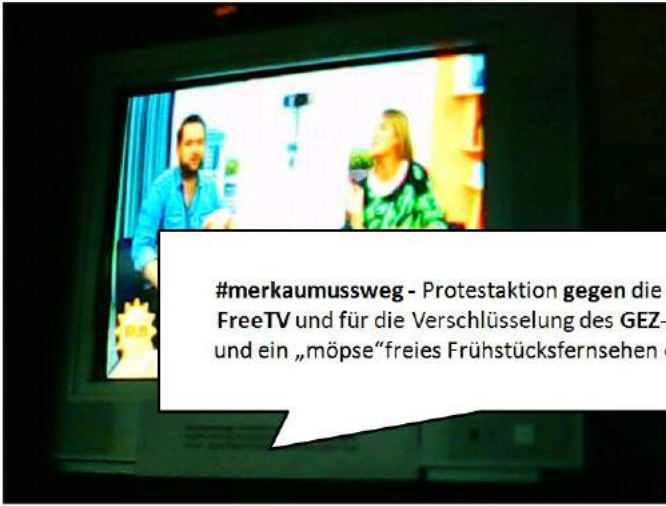 #merkaumussweg - Protestaktion gegen die
FreeTV und für die Verschlüsselung des GEZ-
und ein „möpse“freies Frühstücksfernsehen